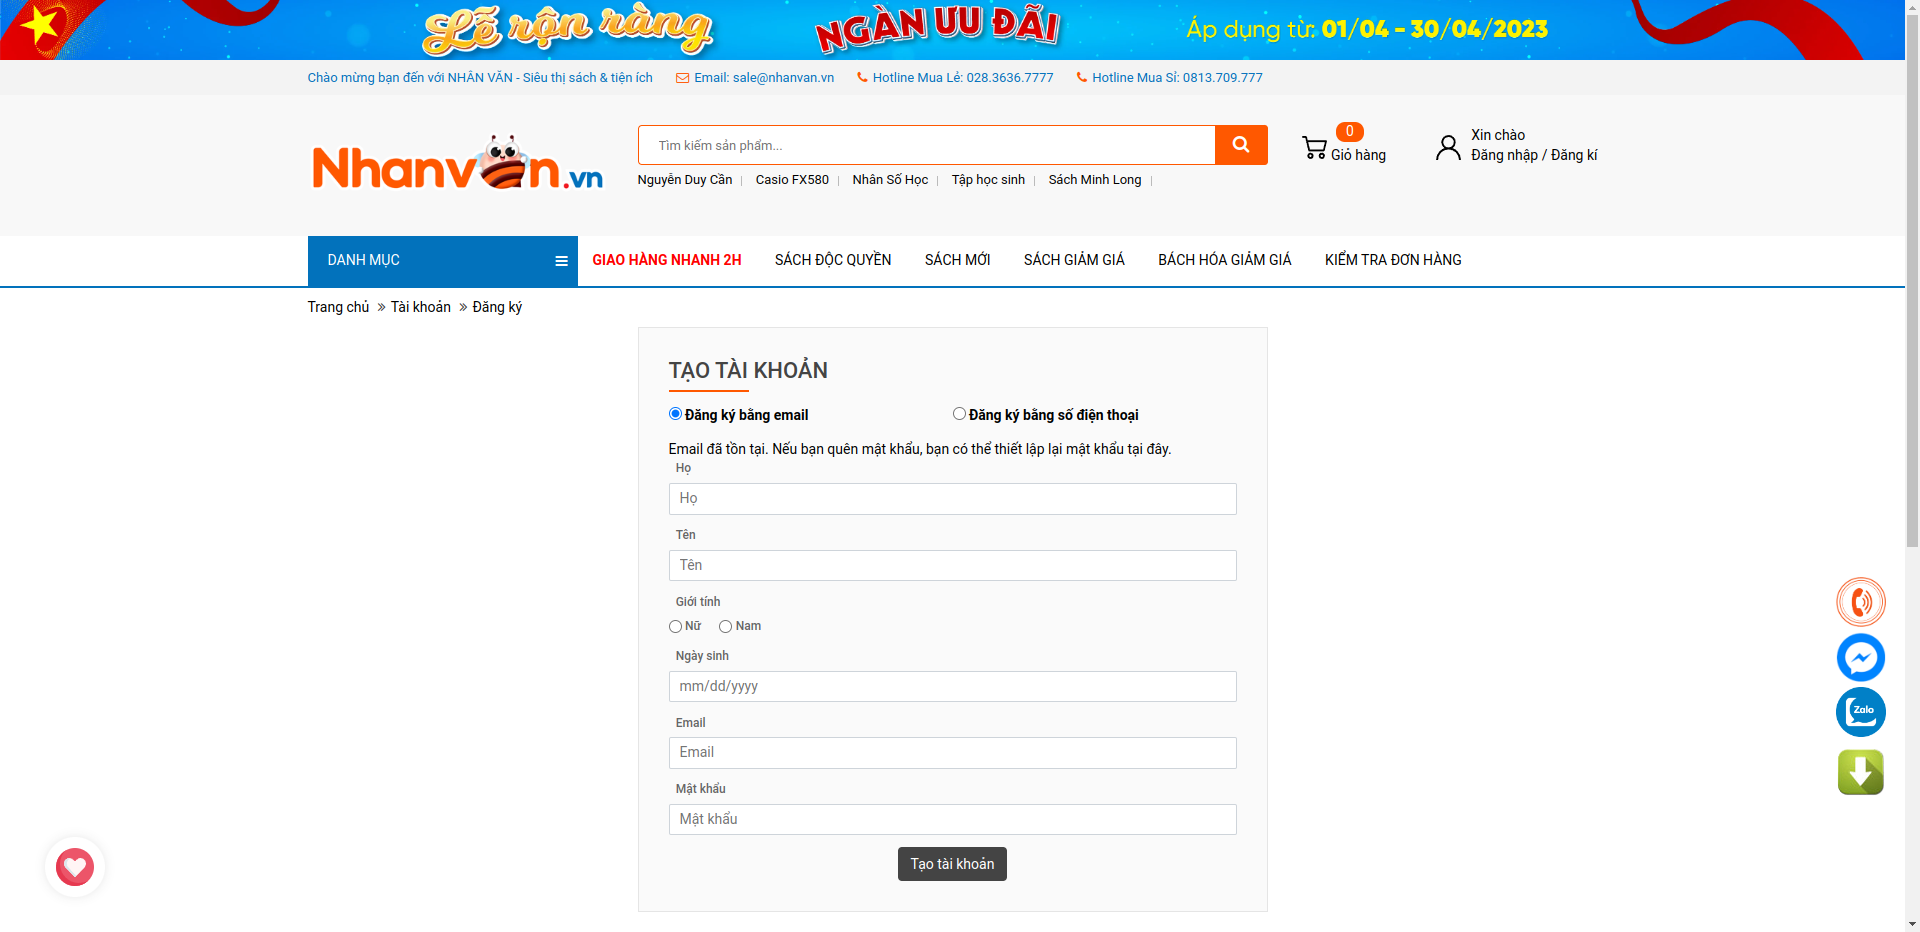 Lễ rộn ràng NGÀN ƯU ĐÃI Áp dụng từ: 01/04 - 30/04/2023
Chào mừng bạn đến với NHÂN VĂN - Siêu thị sách & tiện ích Email: sale@nhanvan.vn Hotline Mua Lẻ: 028.3636.7777 Hotline Mua Sỉ: 0813.709.777
Nhanvan.vn
Tìm kiếm sản phẩm...
0
Giỏ hàng
Xin chào
Đăng nhập / Đăng kí
Nguyễn Duy Cần Casio FX580 Nhân Số Học Tập học sinh Sách Minh Long
DANH MỤC GIAO HÀNG NHANH 2H SÁCH ĐỘC QUYỀN SÁCH MỚI SÁCH GIẢM GIÁ BÁCH HÓA GIẢM GIÁ KIỂM TRA ĐƠN HÀNG
Trang chủ » Tài khoản » Đăng ký
TẠO TÀI KHOẢN
Đăng ký bằng email Đăng ký bằng số điện thoại
Email đã tồn tại. Nếu bạn quên mật khẩu, bạn có thể thiết lập lại mật khẩu tại đây.
Họ
Họ
Tên
Tên
Giới tính
Nữ Nam
Ngày sinh
mm/dd/yyyy
Email
Email
Mật khẩu
Mật khẩu
Tạo tài khoản
Zalo